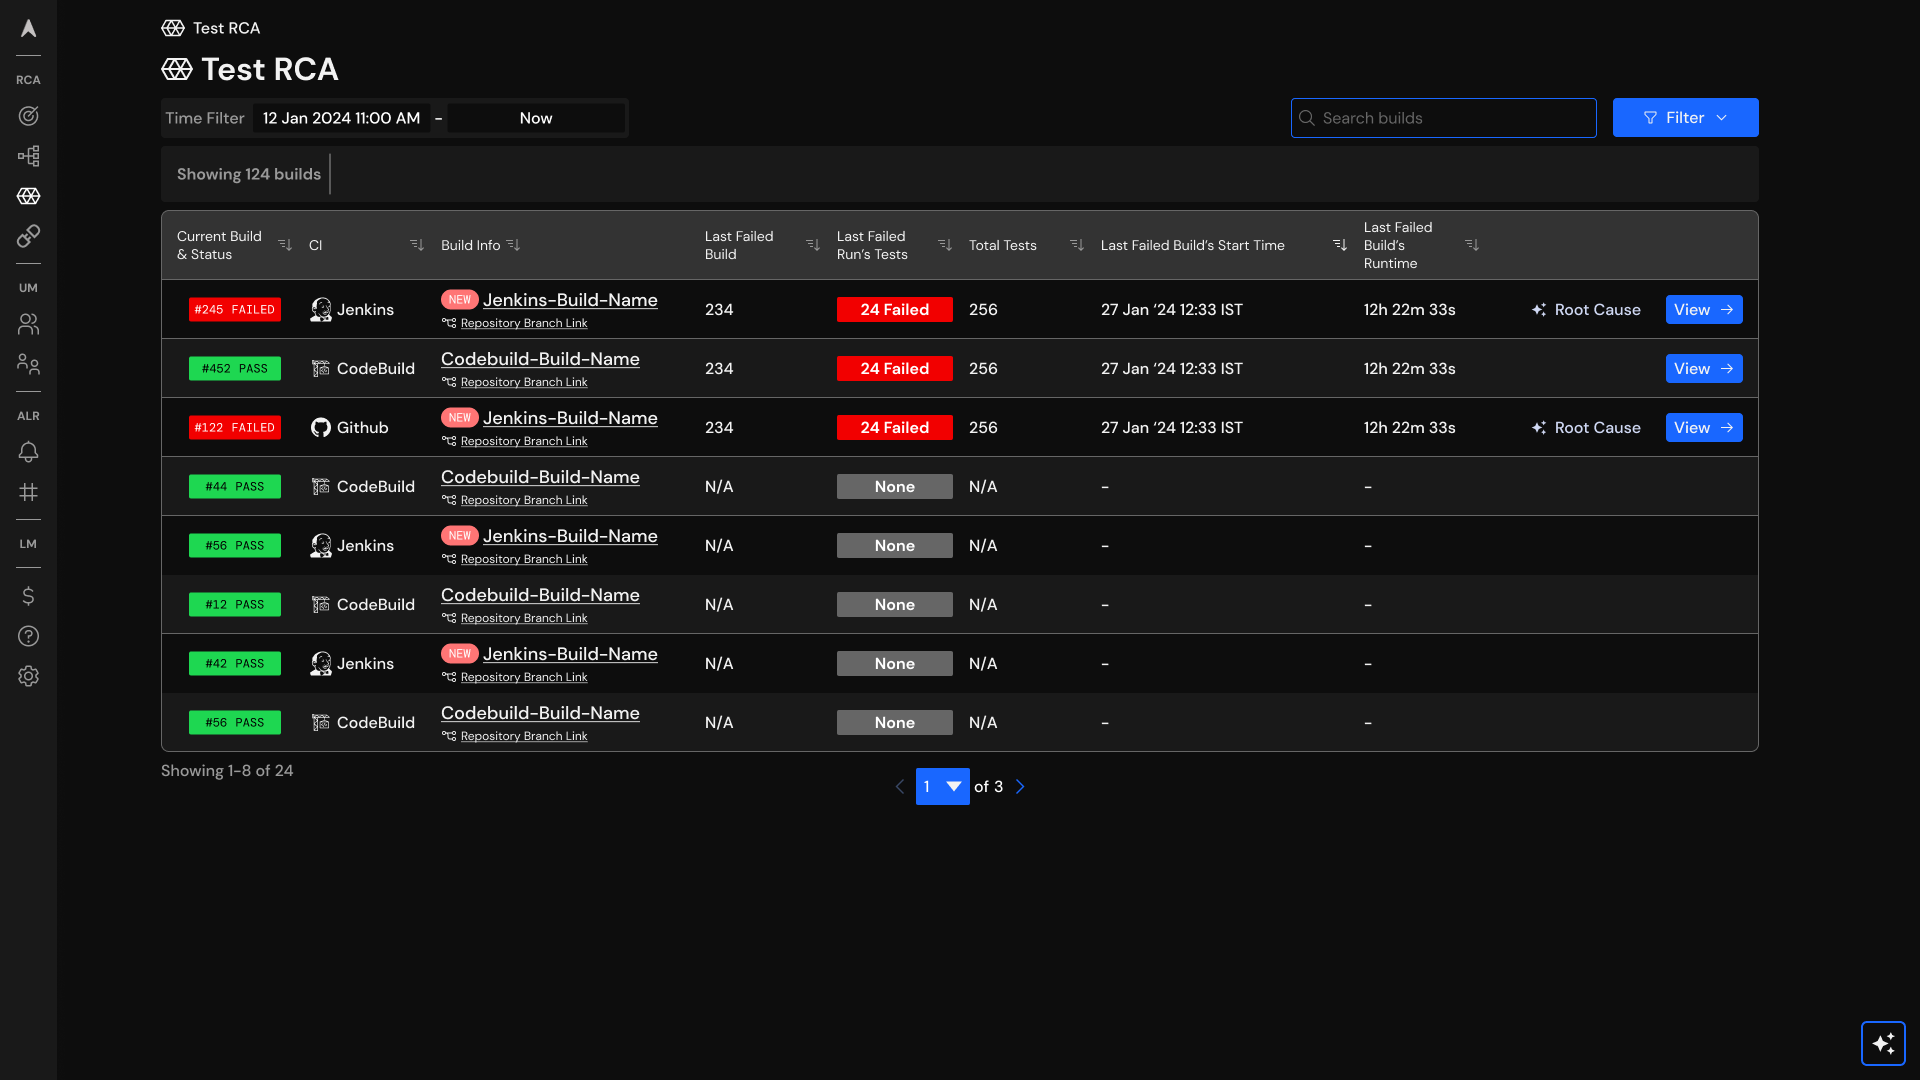 Test RCA
Test RCA
Time Filter 12 Jan 2024 11:00 AM – Now
Search builds
Filter
Showing 124 builds
RCA
UM
ALR
LM
Current Build & Status CI Build Info Last Failed Build Last Failed Run's Tests Total Tests Last Failed Build's Start Time Last Failed Build's Runtime
#245 FAILED Jenkins NEW Jenkins-Build-Name 234 24 Failed 256 27 Jan ‘24 12:33 IST 12h 22m 33s Root Cause View
Repository Branch Link
#452 PASS CodeBuild Codebuild-Build-Name 234 24 Failed 256 27 Jan ‘24 12:33 IST 12h 22m 33s View
Repository Branch Link
#122 FAILED Github NEW Jenkins-Build-Name 234 24 Failed 256 27 Jan ‘24 12:33 IST 12h 22m 33s Root Cause View
Repository Branch Link
#44 PASS CodeBuild Codebuild-Build-Name N/A None N/A – –
Repository Branch Link
#56 PASS Jenkins NEW Jenkins-Build-Name N/A None N/A – –
Repository Branch Link
#12 PASS CodeBuild Codebuild-Build-Name N/A None N/A – –
Repository Branch Link
#42 PASS Jenkins NEW Jenkins-Build-Name N/A None N/A – –
Repository Branch Link
#56 PASS CodeBuild Codebuild-Build-Name N/A None N/A – –
Repository Branch Link
Showing 1-8 of 24
1 of 3